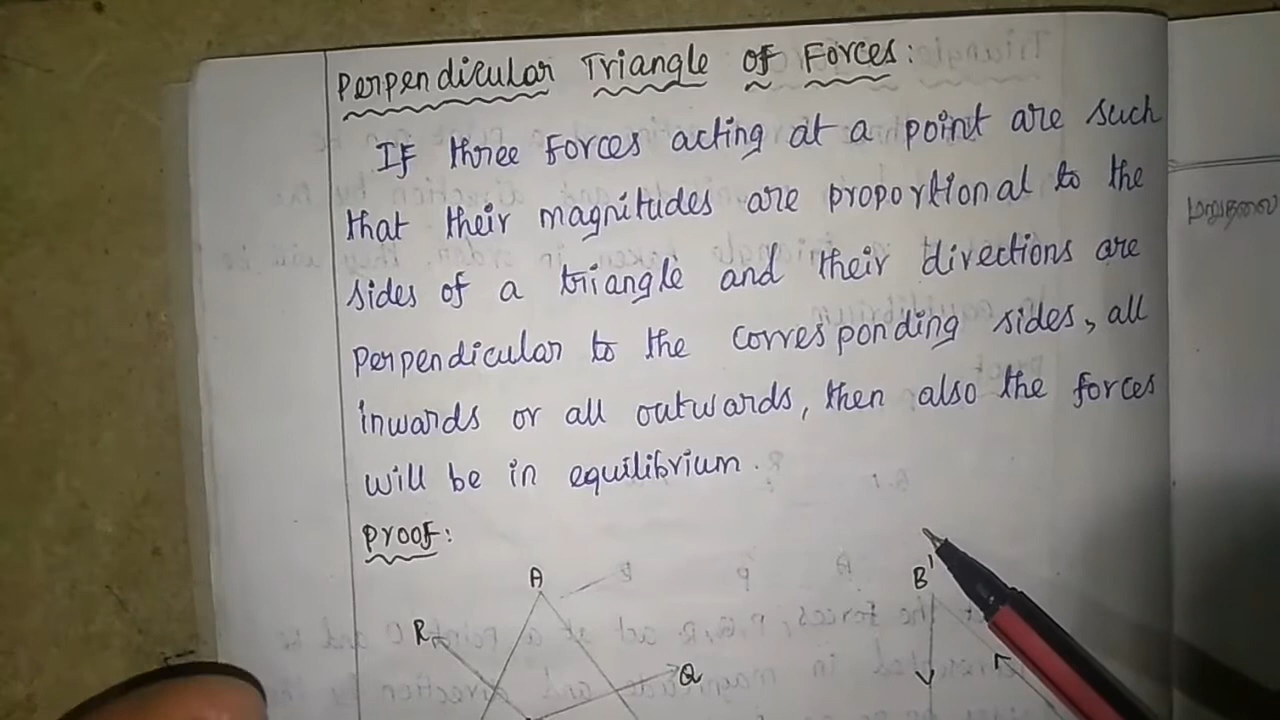 Perpendicular Triangle of Forces:
If three Forces acting at a point are such
that their magnitudes are proportional to the
sides of a triangle and their directions are
perpendicular to the corresponding sides, all
inwards or all outwards, then also the forces
will be in equilibrium.
Proof:
A
B'
R
Q
மறுதலை